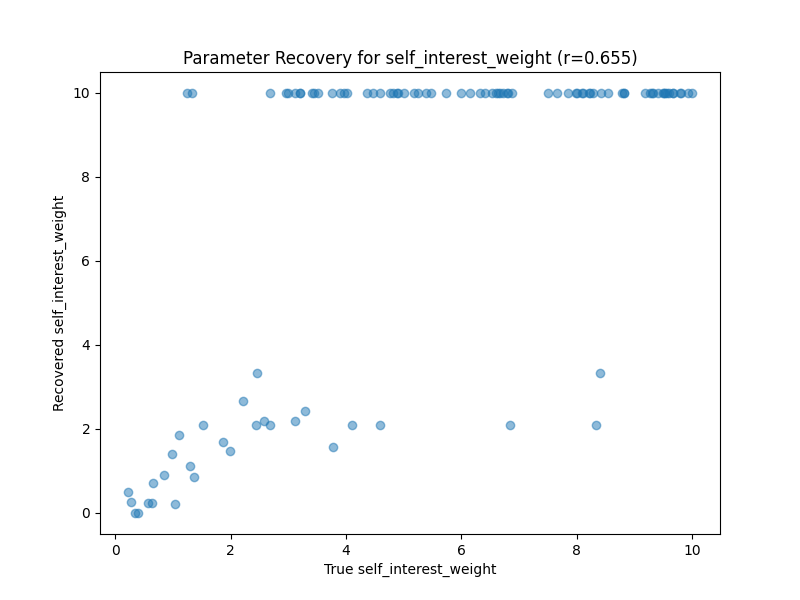 Parameter Recovery for self_interest_weight (r=0.655)
Recovered self_interest_weight
10
8
6
4
2
0
0 2 4 6 8 10
True self_interest_weight